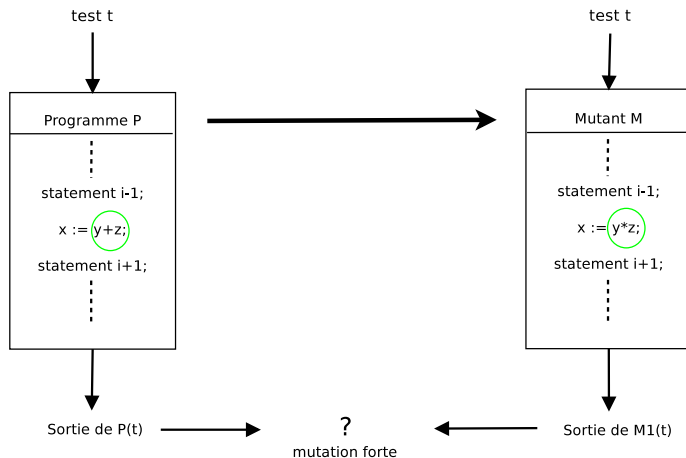 test t
test t
Programme P
Mutant M
statement i-1;
x := y+z;
statement i+1;
statement i-1;
x := y*z;
statement i+1;
Sortie de P(t)
?
mutation forte
Sortie de M1(t)